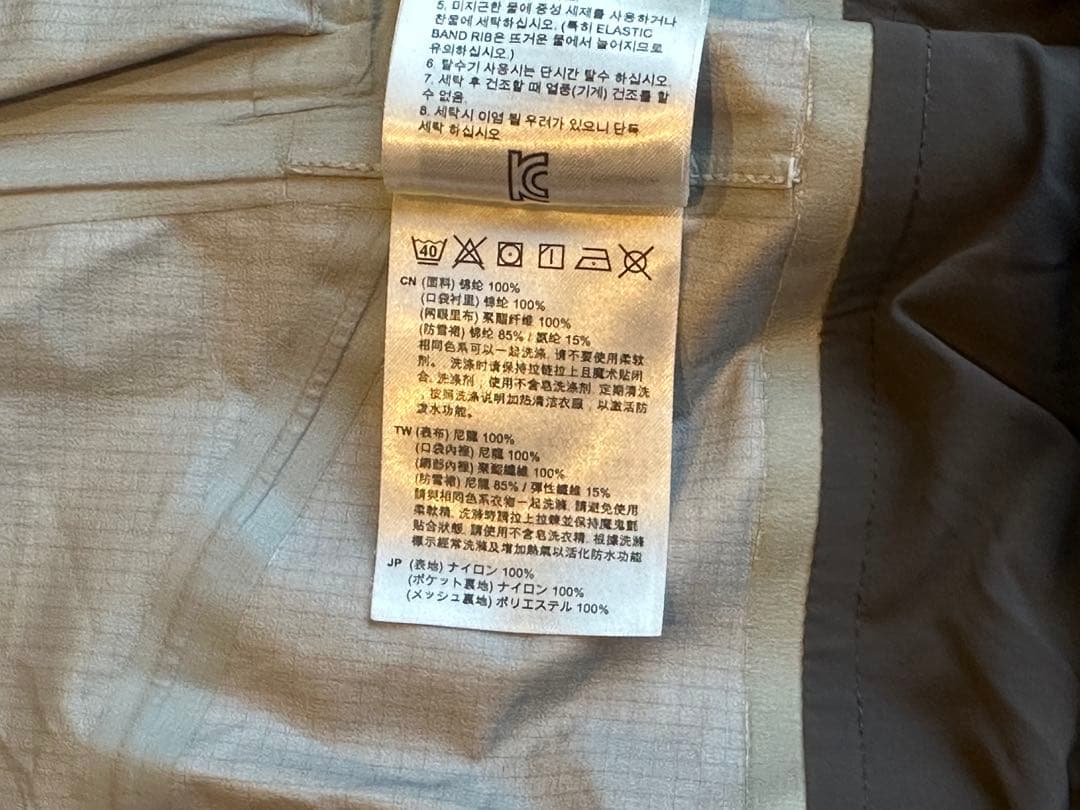 5. 미지근한 물에 중성 세제를 사용하거나
찬물에 세탁하십시오. (특히 ELASTIC
BAND RIB은 뜨거운 물에서 늘어지므로
유의하십시오.)
6. 탈수기 사용시는 단시간 탈수 하십시오.
7. 세탁 후 건조할 때 열풍(기계) 건조를 할
수 없음.
8. 세탁시 이염 될 우려가 있으니 단독
세탁 하십시오
KC
40
CN (面料) 锦纶 100%
(口袋衬里) 锦纶 100%
(网眼里布) 聚酯纤维 100%
(防雪裙) 锦纶 85% / 氨纶 15%
相同色系可以一起洗涤, 请不要使用柔软
剂。 洗涤时请保持拉链拉上且魔术贴闭
合. 洗涤剂 , 使用不含皂洗涤剂. 定期清洗
, 按照洗涤说明加热清洁衣服 , 以激活防
泼水功能。
TW (表布) 尼龍 100%
(口袋內裡) 尼龍 100%
(網眼內裡) 聚酯纖維 100%
(防雪裙) 尼龍 85% / 彈性纖維 15%
請與相同色系衣物一起洗滌, 請避免使用
柔軟精. 洗滌時請拉上拉鍊並保持魔鬼氈
貼合狀態. 請使用不含皂洗衣精. 根據洗滌
標示經常洗滌及增加熱氣以活化防水功能
JP (表地) ナイロン 100%
(ポケット裏地) ナイロン 100%
(メッシュ裏地) ポリエステル 100%